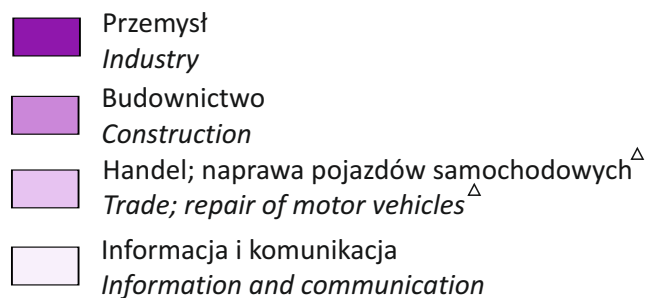 Przemysł
Industry
Budownictwo
Construction
Handel; naprawa pojazdów samochodowych△
Trade; repair of motor vehicles△
Informacja i komunikacja
Information and communication